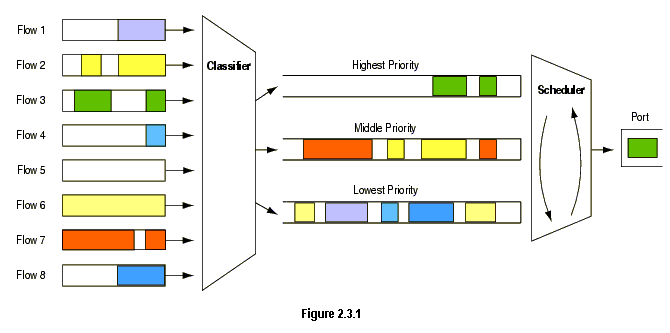 Flow 1
Flow 2
Flow 3
Flow 4
Flow 5
Flow 6
Flow 7
Flow 8
Classifier
Highest Priority
Middle Priority
Lowest Priority
Scheduler
Port
Figure 2.3.1